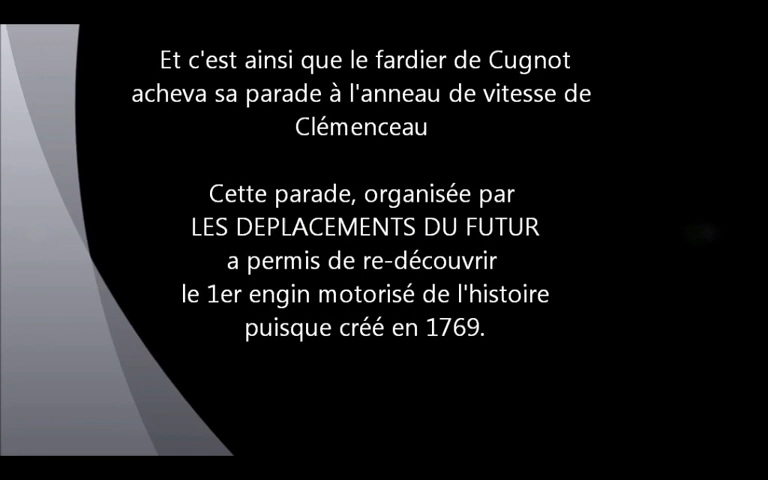 Et c'est ainsi que le fardier de Cugnot
acheva sa parade à l'anneau de vitesse de
Clémenceau
Cette parade, organisée par
LES DEPLACEMENTS DU FUTUR
a permis de re-découvrir
le 1er engin motorisé de l'histoire
puisque créé en 1769.